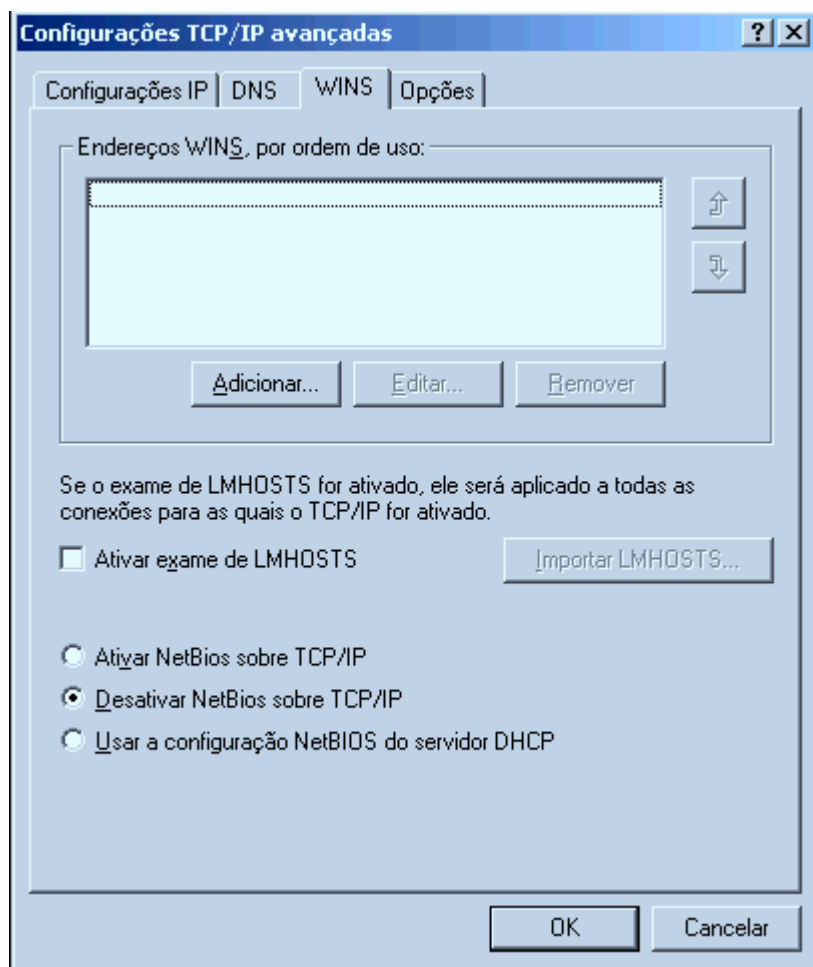 Configurações TCP/IP avançadas
Configurações IP DNS WINS Opções
Endereços WINS, por ordem de uso:
Adicionar... Editar... Remover
Se o exame de LMHOSTS for ativado, ele será aplicado a todas as
conexões para as quais o TCP/IP for ativado.
Ativar exame de LMHOSTS Importar LMHOSTS...
Ativar NetBios sobre TCP/IP
Desativar NetBios sobre TCP/IP
Usar a configuração NetBIOS do servidor DHCP
OK Cancelar